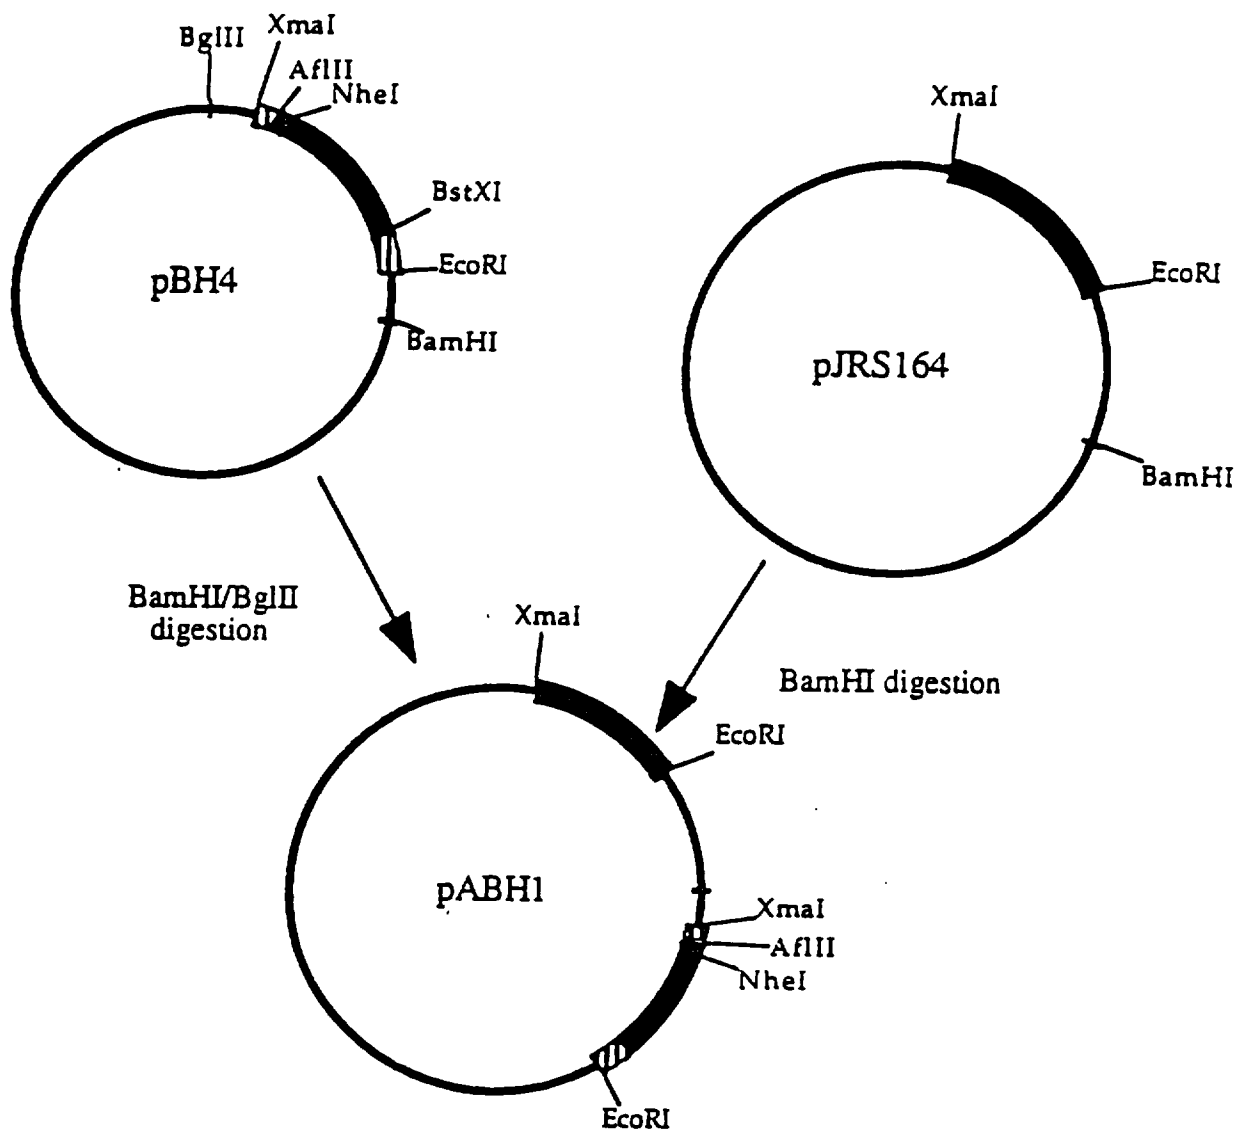 BglII
XmaI
AflII
NheI
BstXI
EcoRI
BamHI
pBH4
XmaI
EcoRI
BamHI
pJRS164
BamHI/BglII
digestion
BamHI digestion
XmaI
EcoRI
pABH1
XmaI
AflII
NheI
EcoRI